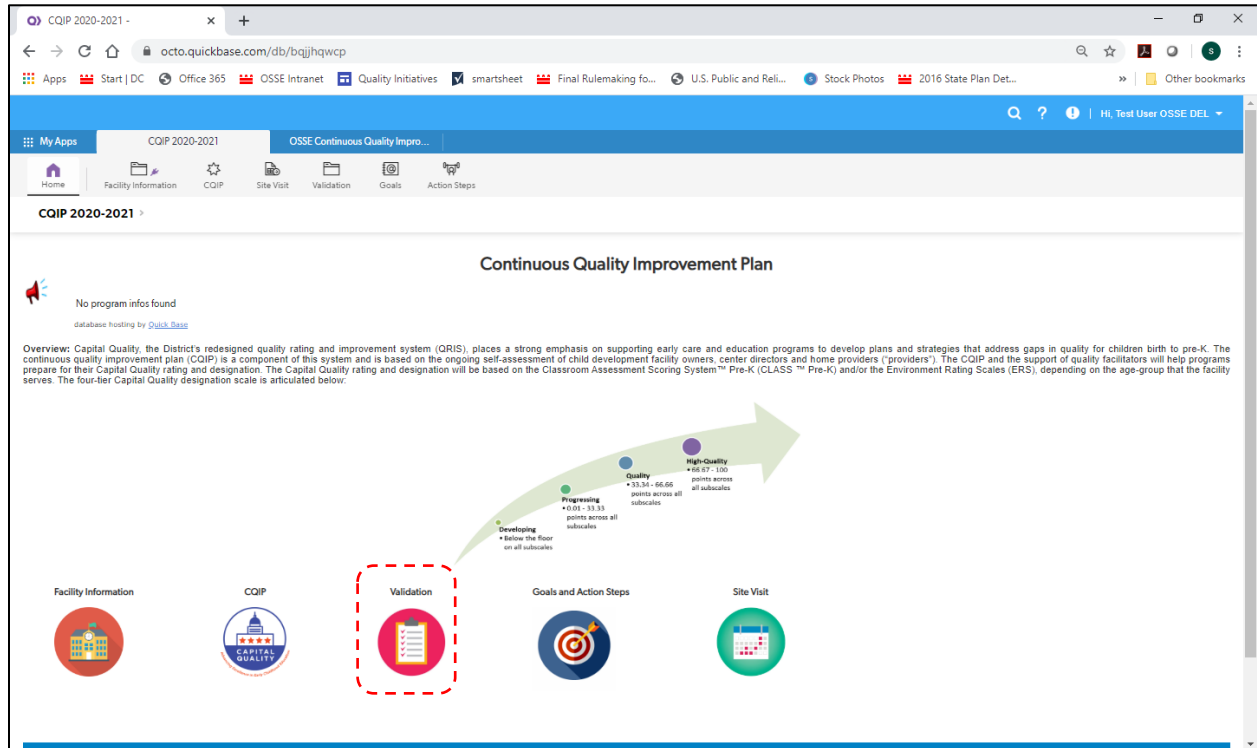 CQIP 2020-2021 -
octo.quickbase.com/db/bqjjhqwcp
S
Apps Start | DC Office 365 OSSE Intranet Quality Initiatives smartsheet Final Rulemaking fo... U.S. Public and Reli... Stock Photos 2016 State Plan Det... » Other bookmarks
Hi, Test User OSSE DEL
My Apps CQIP 2020-2021 OSSE Continuous Quality Impro...
Home Facility Information CQIP Site Visit Validation Goals Action Steps
CQIP 2020-2021 >
Continuous Quality Improvement Plan
No program infos found
database hosting by Quick Base
Overview: Capital Quality, the District's redesigned quality rating and improvement system (QRIS), places a strong emphasis on supporting early care and education programs to develop plans and strategies that address gaps in quality for children birth to pre-K. The
continuous quality improvement plan (CQIP) is a component of this system and is based on the ongoing self-assessment of child development facility owners, center directors and home providers ("providers"). The CQIP and the support of quality facilitators will help programs
prepare for their Capital Quality rating and designation. The Capital Quality rating and designation will be based on the Classroom Assessment Scoring System™ Pre-K (CLASS ™ Pre-K) and/or the Environment Rating Scales (ERS), depending on the age-group that the facility
serves. The four-tier Capital Quality designation scale is articulated below:
High-Quality
• 66.67 - 100
points across
all subscales
Quality
• 33.34 - 66.66
points across all
subscales
Progressing
• 0.01 - 33.33
points across all
subscales
Developing
• Below the floor
on all subscales
Facility Information CQIP Validation Goals and Action Steps Site Visit
CAPITAL
QUALITY